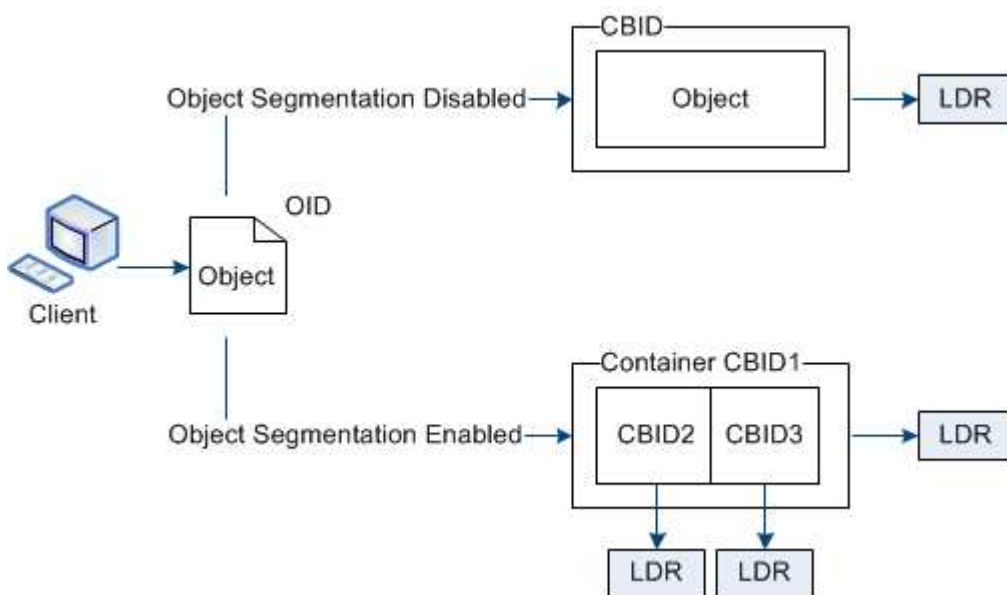 CBID
Object Segmentation Disabled
Object
LDR
OID
Object
Client
Container CBID1
Object Segmentation Enabled
CBID2
CBID3
LDR
LDR
LDR